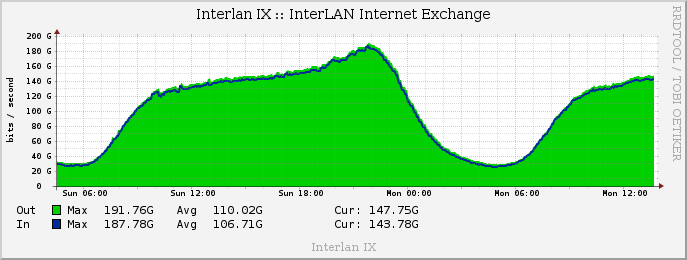 Interlan IX :: InterLAN Internet Exchange
RRDTOOL / TOBI OETIKER
bits / second
200 G
180 G
160 G
140 G
120 G
100 G
80 G
60 G
40 G
20 G
0
Sun 06:00 Sun 12:00 Sun 18:00 Mon 00:00 Mon 06:00 Mon 12:00
Out Max 191.76G Avg 110.02G Cur: 147.75G
In Max 187.78G Avg 106.71G Cur: 143.78G
Interlan IX